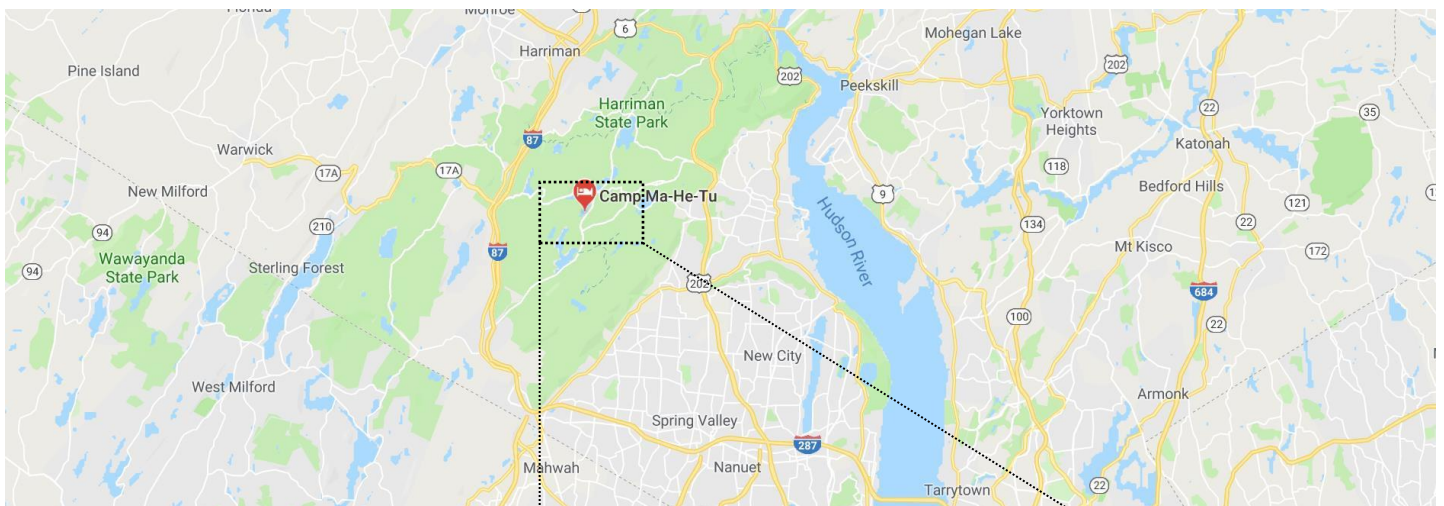 Monroe
6
Harriman
Mohegan Lake
Pine Island
202
202
Peekskill
22
Harriman
State Park
Yorktown
Heights
35
87
Warwick
17A
17A
118
Katonah
New Milford
Camp Ma-He-Tu
9
Bedford Hills
121
210
94
134
22
Hudson River
87
Mt Kisco
172
Wawayanda
State Park
94
Sterling Forest
202
684
100
22
New City
West Milford
Armonk
Spring Valley
287
Mahwah
Nanuet
Tarrytown
22